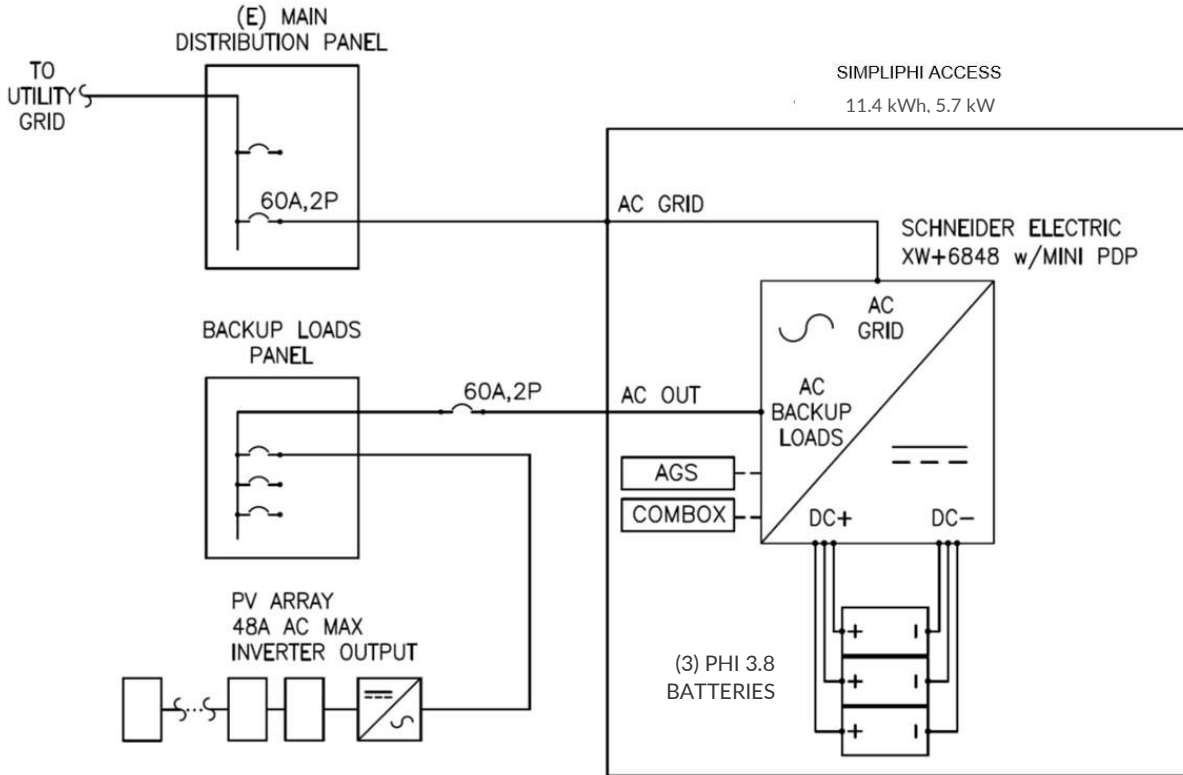 (E) MAIN
DISTRIBUTION PANEL
TO
UTILITY
GRID
SIMPLIPHI ACCESS
11.4 kWh, 5.7 kW
60A,2P
AC GRID
SCHNEIDER ELECTRIC
XW+6848 w/MINI PDP
AC
GRID
BACKUP LOADS
PANEL
60A,2P
AC OUT
AC
BACKUP
LOADS
AGS
COMBOX
DC+
DC-
PV ARRAY
48A AC MAX
INVERTER OUTPUT
(3) PHI 3.8
BATTERIES
+ -
+ -
+ -